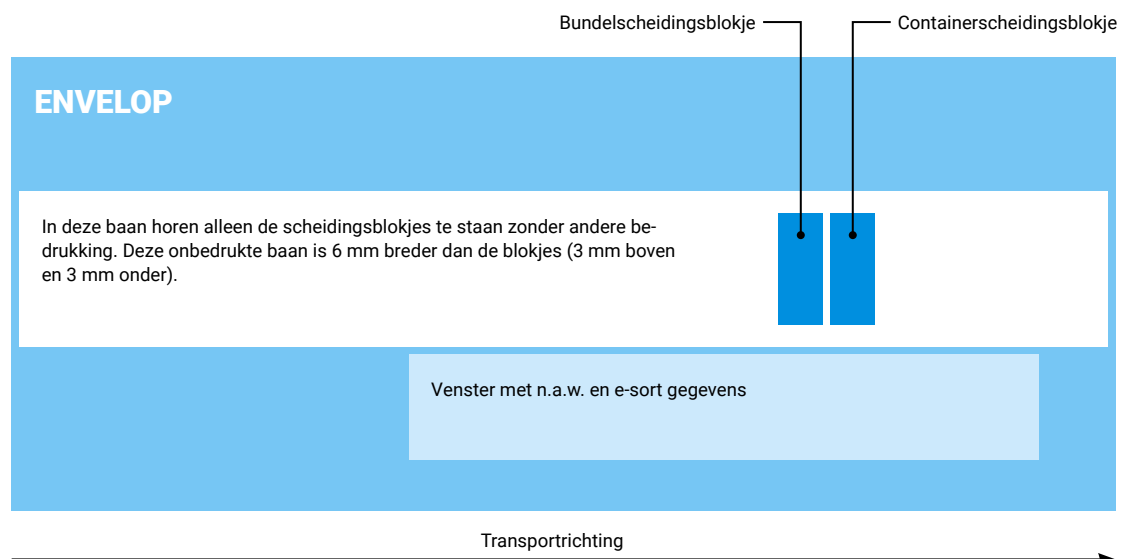 Bundelscheidingsblokje
Containerscheidingsblokje
ENVELOP
In deze baan horen alleen de scheidingsblokjes te staan zonder andere be-
drukking. Deze onbedrukte baan is 6 mm breder dan de blokjes (3 mm boven
en 3 mm onder).
Venster met n.a.w. en e-sort gegevens
Transportrichting